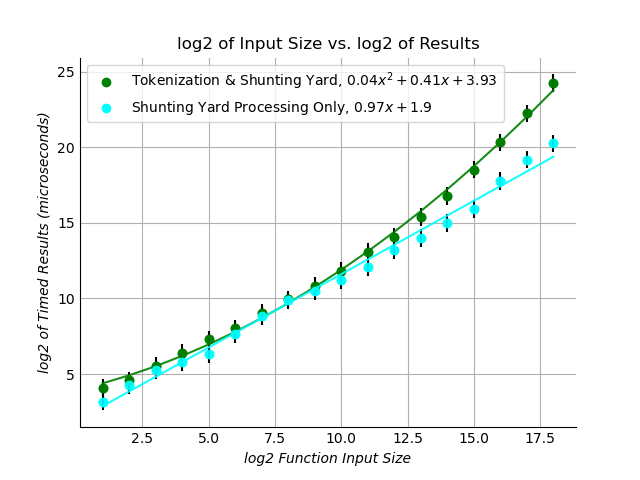 log2 of Input Size vs. log2 of Results
Tokenization & Shunting Yard, 0.04x² + 0.41x + 3.93
Shunting Yard Processing Only, 0.97x + 1.9
log2 of Timed Results (microseconds)
25
20
15
10
5
2.5 5.0 7.5 10.0 12.5 15.0 17.5
log2 Function Input Size